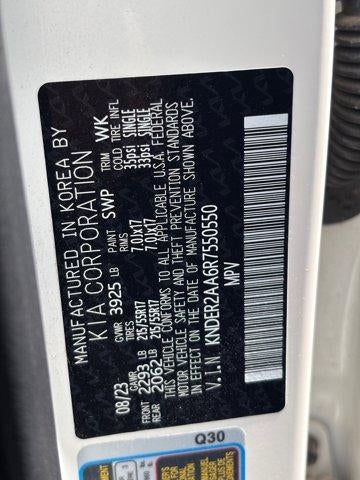 MANUFACTURED IN KOREA BY
KIA CORPORATION
08/23 GVWR 3925 LB PAINT SWP TRIM WK
GAWR RIMS COLD TIRE INFL
FRONT 2293 LB 215/55R17 7.0Jx17 33psi SINGLE
REAR 2062 LB 215/55R17 7.0Jx17 33psi SINGLE
THIS VEHICLE CONFORMS TO ALL APPLICABLE U.S.A. FEDERAL
MOTOR VEHICLE SAFETY AND THEFT PREVENTION STANDARDS
IN EFFECT ON THE DATE OF MANUFACTURE SHOWN ABOVE.
V.I.N KNDER2AA6R7550550
MPV
Q30